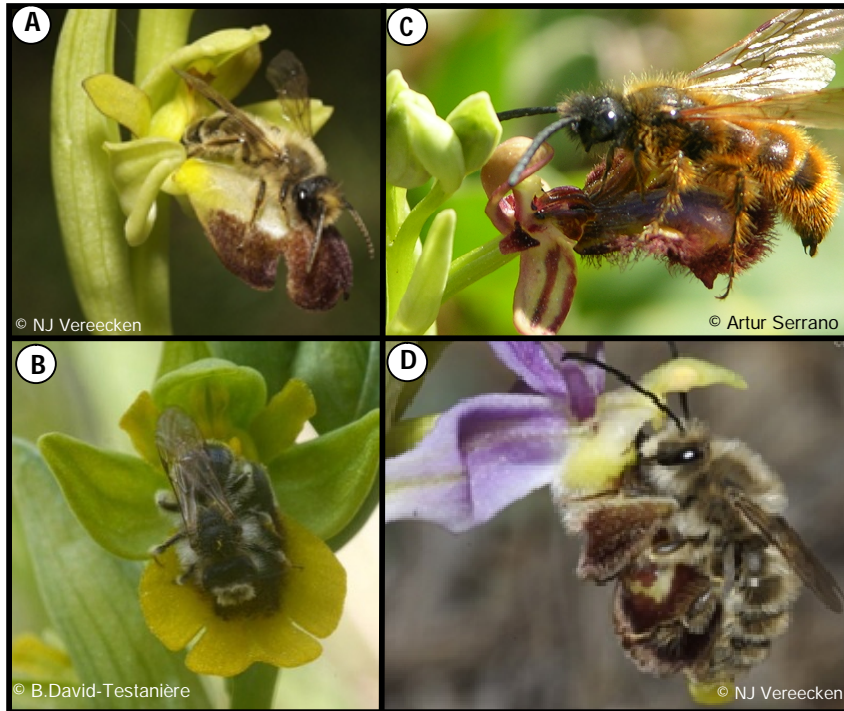 A
© NJ Vereecken
C
© Artur Serrano
B
© B.David-Testanière
D
© NJ Vereecken